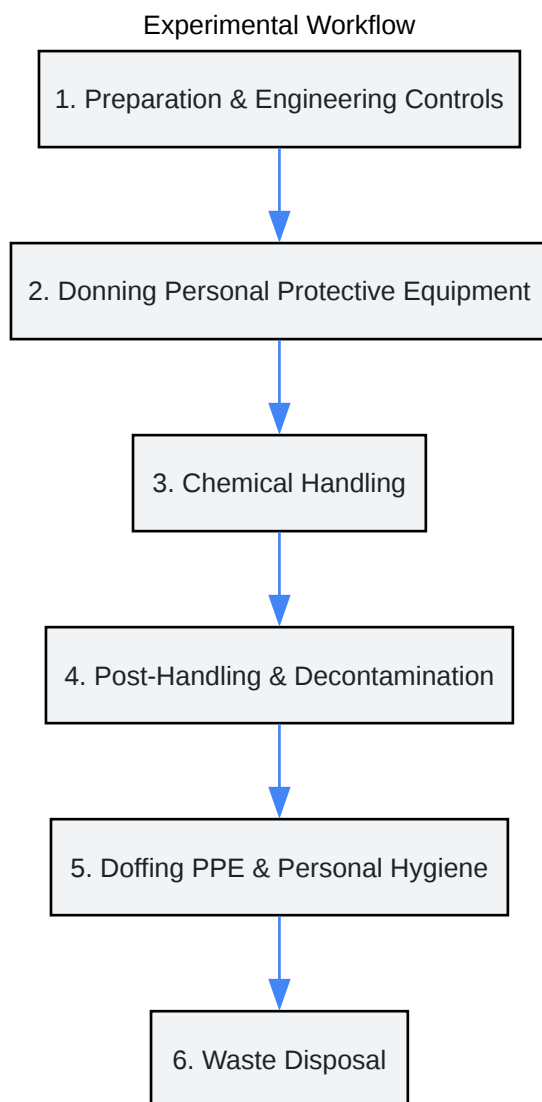 Experimental Workflow
1. Preparation & Engineering Controls
2. Donning Personal Protective Equipment
3. Chemical Handling
4. Post-Handling & Decontamination
5. Doffing PPE & Personal Hygiene
6. Waste Disposal